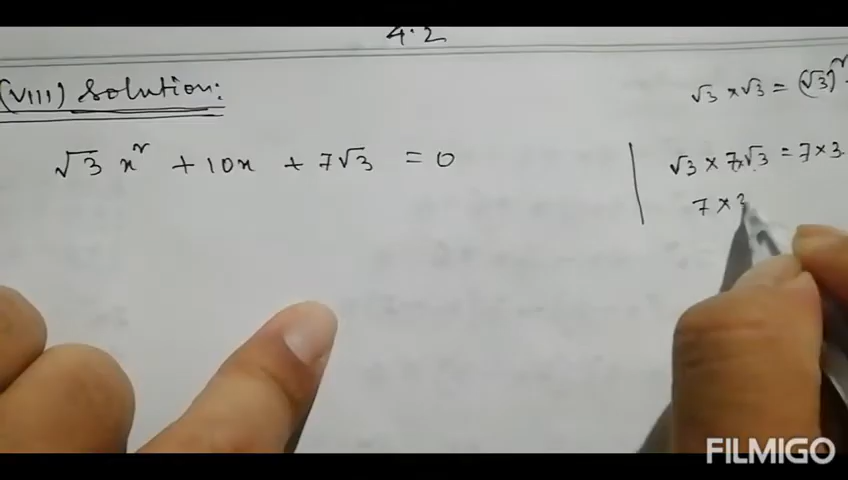 4.2
(VIII) Solution:
√3 × √3 = (√3)²
√3 x² + 10x + 7√3 = 0
√3 × 7×√3 = 7×3
7×3
FILMIGO